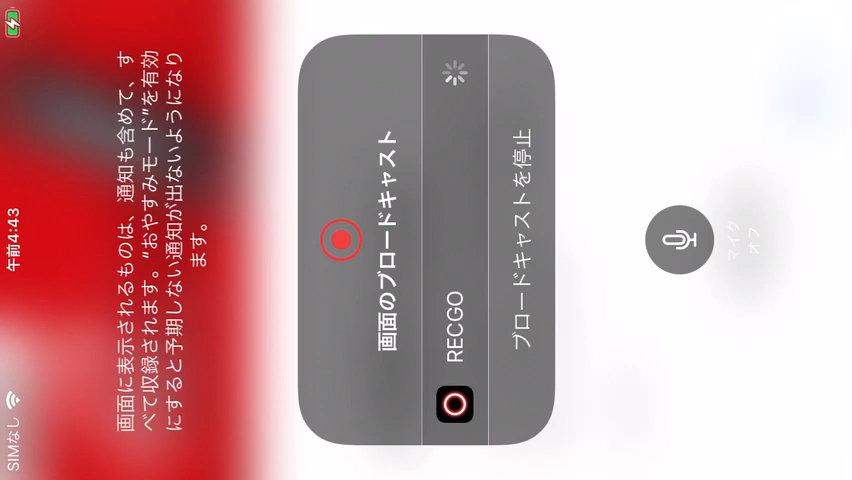 SIMなし
午前4:43
画面に表示されるものは、通知も含めて、す
べて収録されます。"おやすみモード"を有効
にすると予期しない通知が出ないようになり
ます。
画面のブロードキャスト
RECGO
ブロードキャストを停止
マイク
オフ